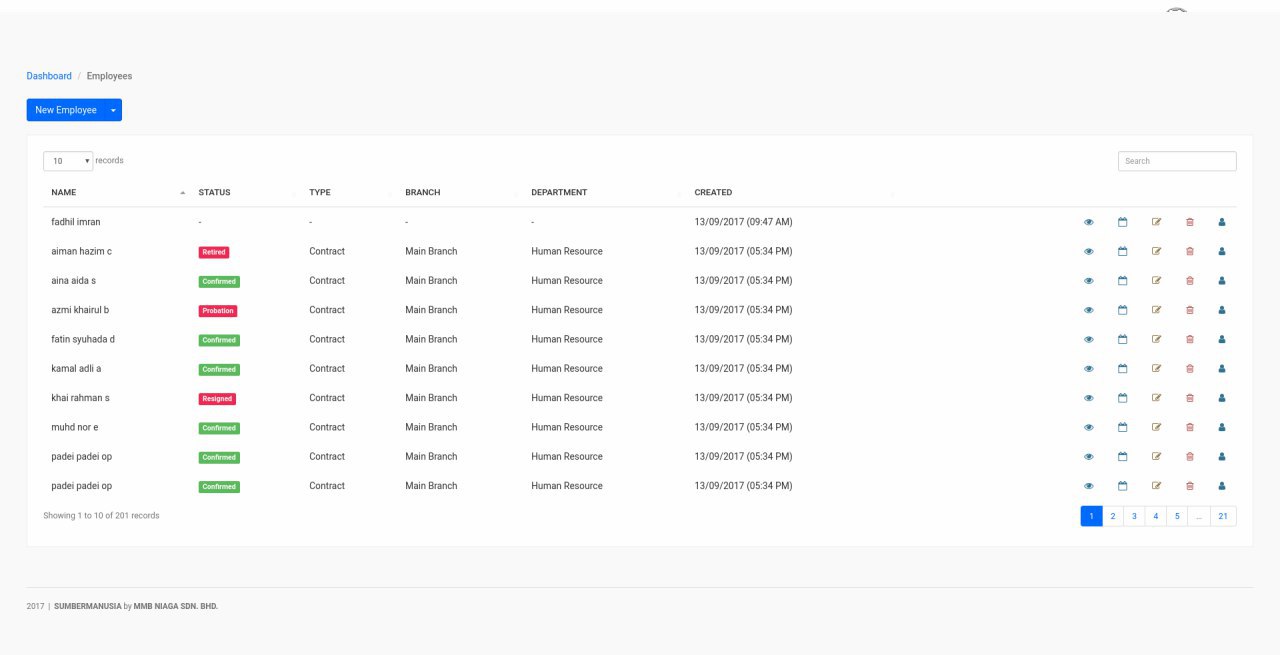 Dashboard / Employees
New Employee
10 records
Search
NAME STATUS TYPE BRANCH DEPARTMENT CREATED
fadhil imran - - - - 13/09/2017 (09:47 AM)
aiman hazim c Retired Contract Main Branch Human Resource 13/09/2017 (05:34 PM)
aina aida s Confirmed Contract Main Branch Human Resource 13/09/2017 (05:34 PM)
azmi khairul b Probation Contract Main Branch Human Resource 13/09/2017 (05:34 PM)
fatin syuhada d Confirmed Contract Main Branch Human Resource 13/09/2017 (05:34 PM)
kamal adli a Confirmed Contract Main Branch Human Resource 13/09/2017 (05:34 PM)
khai rahman s Resigned Contract Main Branch Human Resource 13/09/2017 (05:34 PM)
muhd nor e Confirmed Contract Main Branch Human Resource 13/09/2017 (05:34 PM)
padei padei op Confirmed Contract Main Branch Human Resource 13/09/2017 (05:34 PM)
padei padei op Confirmed Contract Main Branch Human Resource 13/09/2017 (05:34 PM)
Showing 1 to 10 of 201 records
1 2 3 4 5 ... 21
2017 | SUMBERMANUSIA by MMB NIAGA SDN. BHD.